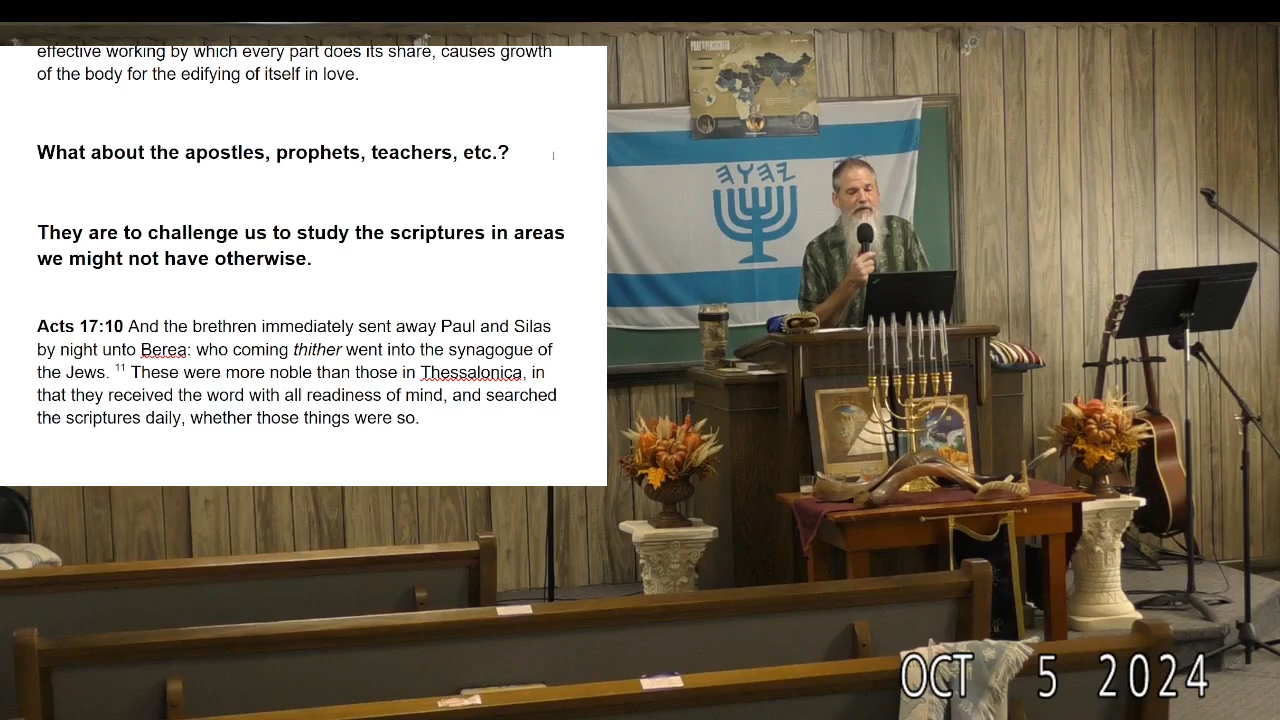 effective working by which every part does its share, causes growth
of the body for the edifying of itself in love.
What about the apostles, prophets, teachers, etc.?
They are to challenge us to study the scriptures in areas
we might not have otherwise.
Acts 17:10 And the brethren immediately sent away Paul and Silas
by night unto Berea: who coming thither went into the synagogue of
the Jews. 11 These were more noble than those in Thessalonica, in
that they received the word with all readiness of mind, and searched
the scriptures daily, whether those things were so.
OCT 5 2024